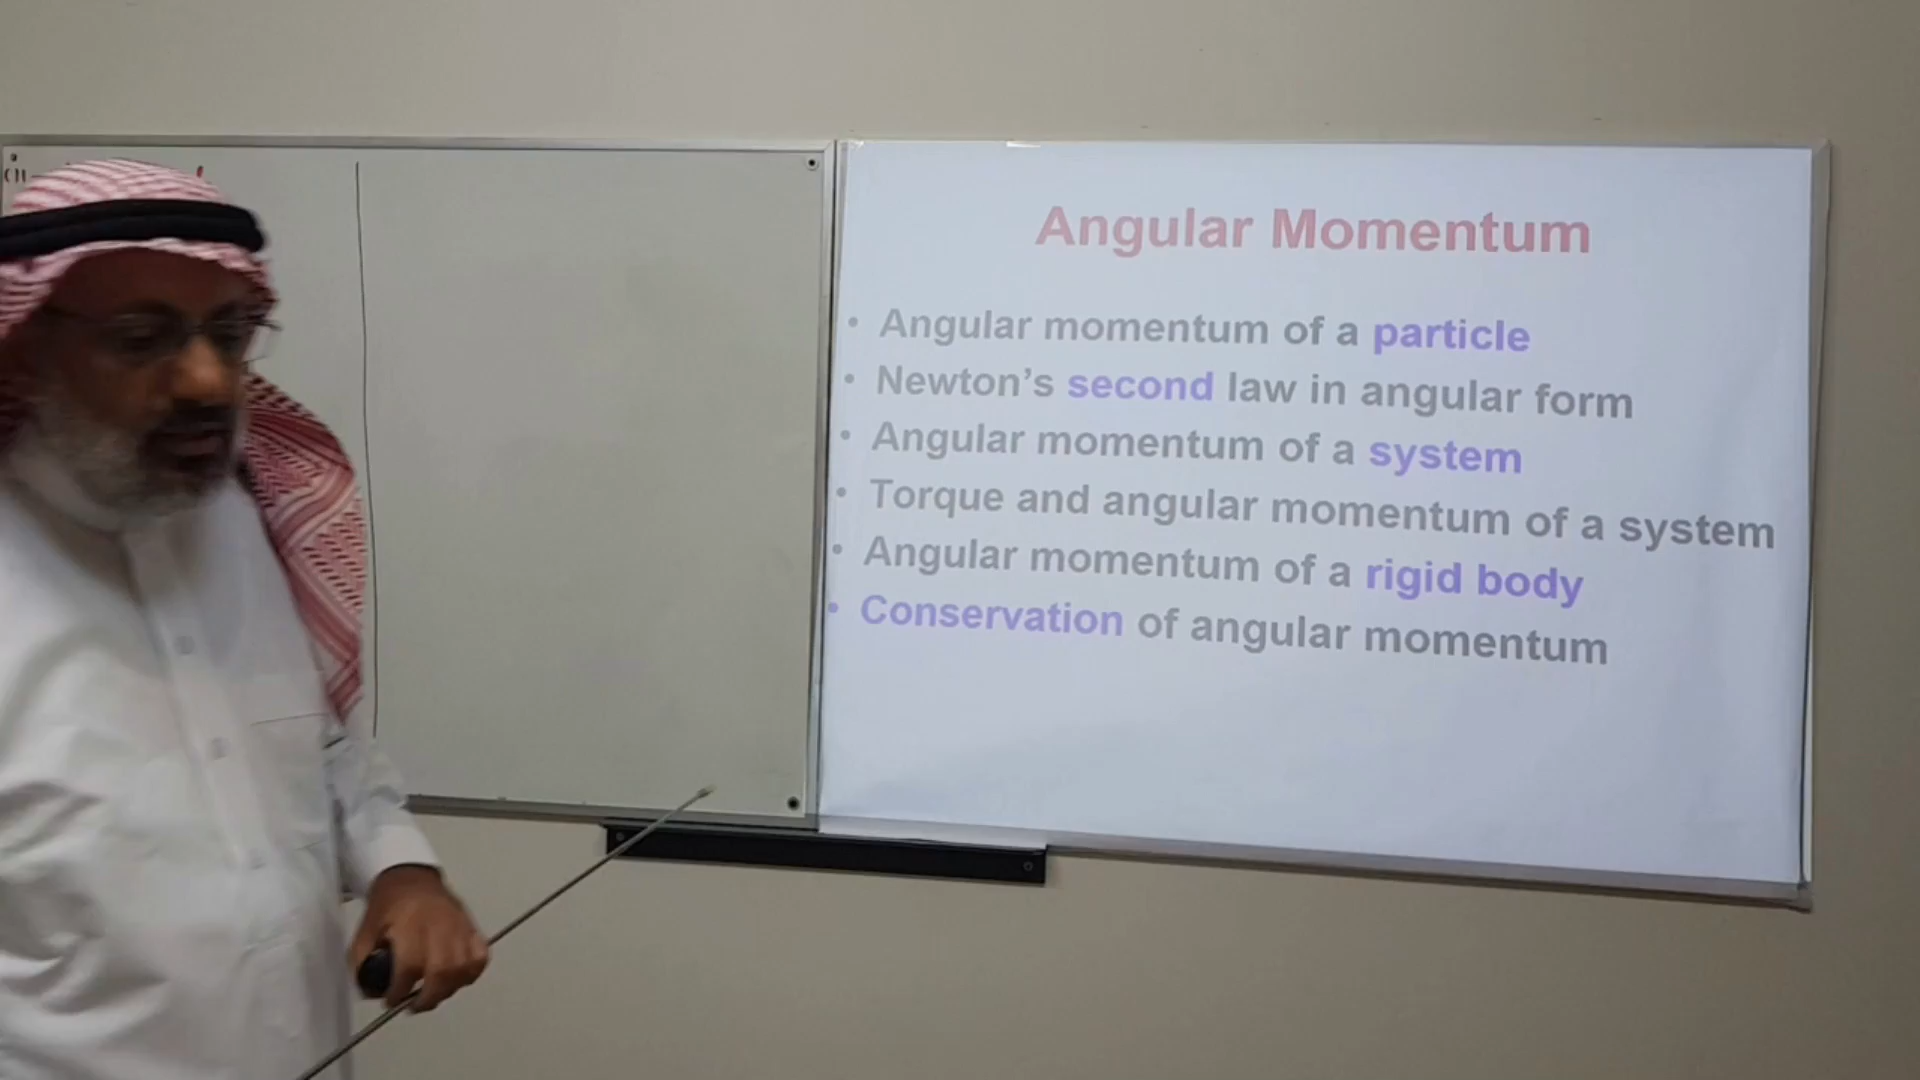 Angular Momentum
• Angular momentum of a particle
• Newton’s second law in angular form
• Angular momentum of a system
• Torque and angular momentum of a system
• Angular momentum of a rigid body
• Conservation of angular momentum